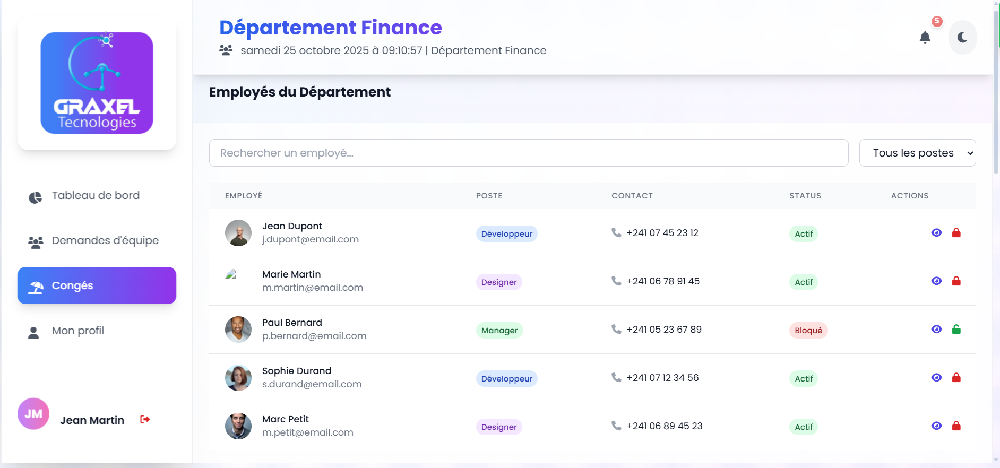 GRAXEL
Tecnologies
Tableau de bord
Demandes d'équipe
Congés
Mon profil
JM
Jean Martin
Département Finance
samedi 25 octobre 2025 à 09:10:57 | Département Finance
5
Employés du Département
Rechercher un employé...
Tous les postes
EMPLOYÉ POSTE CONTACT STATUS ACTIONS
Jean Dupont
j.dupont@email.com
Développeur
+241 07 45 23 12
Actif
Marie Martin
m.martin@email.com
Designer
+241 06 78 91 45
Actif
Paul Bernard
p.bernard@email.com
Manager
+241 05 23 67 89
Bloqué
Sophie Durand
s.durand@email.com
Développeur
+241 07 12 34 56
Actif
Marc Petit
m.petit@email.com
Designer
+241 06 89 45 23
Actif